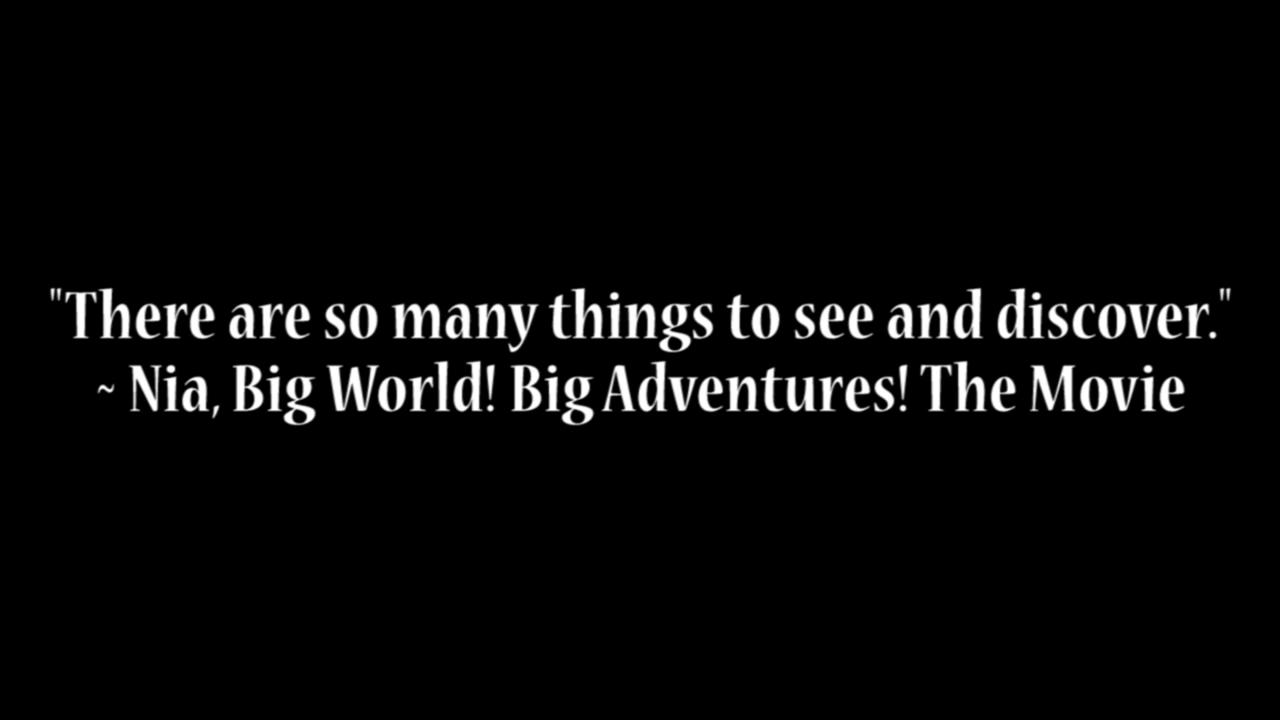 "There are so many things to see and discover."
~ Nia, Big World! Big Adventures! The Movie